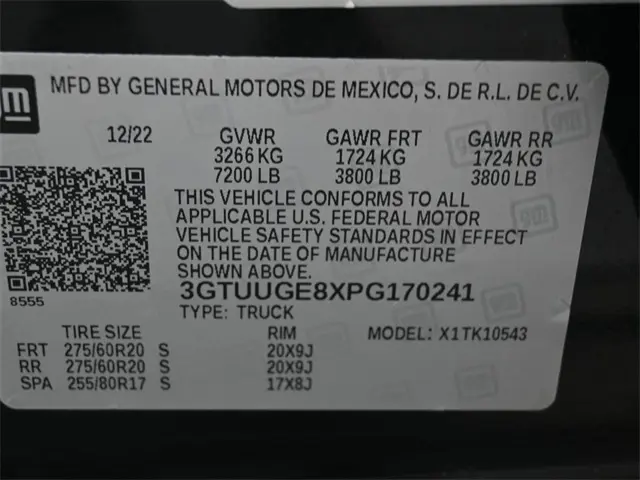 gm
MFD BY GENERAL MOTORS DE MEXICO, S. DE R.L. DE C.V.
12/22 GVWR GAWR FRT GAWR RR
3266 KG 1724 KG 1724 KG
7200 LB 3800 LB 3800 LB
THIS VEHICLE CONFORMS TO ALL
APPLICABLE U.S. FEDERAL MOTOR
VEHICLE SAFETY STANDARDS IN EFFECT
ON THE DATE OF MANUFACTURE
SHOWN ABOVE.
8555
3GTUUGE8XPG170241
TYPE: TRUCK
TIRE SIZE RIM MODEL: X1TK10543
FRT 275/60R20 S 20X9J
RR 275/60R20 S 20X9J
SPA 255/80R17 S 17X8J